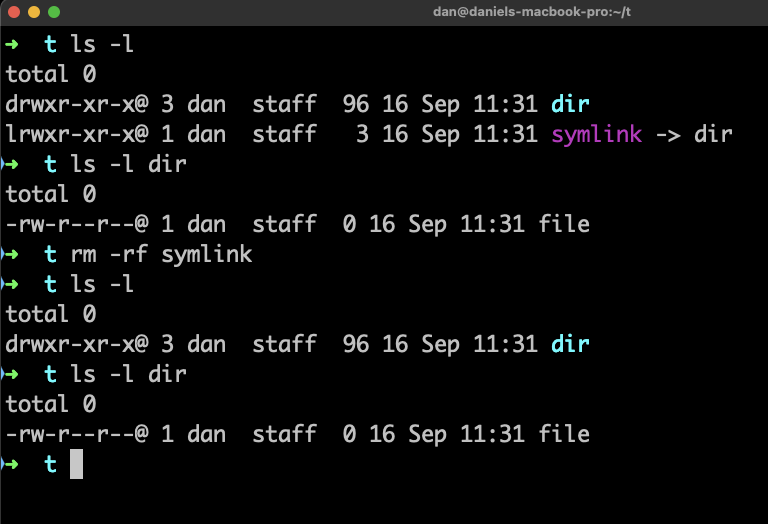 dan@daniels-macbook-pro:~/t
➜  t ls -l
total 0
drwxr-xr-x@ 3 dan  staff  96 16 Sep 11:31 dir
lrwxr-xr-x@ 1 dan  staff   3 16 Sep 11:31 symlink -> dir
➜  t ls -l dir
total 0
-rw-r--r--@ 1 dan  staff  0 16 Sep 11:31 file
➜  t rm -rf symlink
➜  t ls -l
total 0
drwxr-xr-x@ 3 dan  staff  96 16 Sep 11:31 dir
➜  t ls -l dir
total 0
-rw-r--r--@ 1 dan  staff  0 16 Sep 11:31 file
➜  t